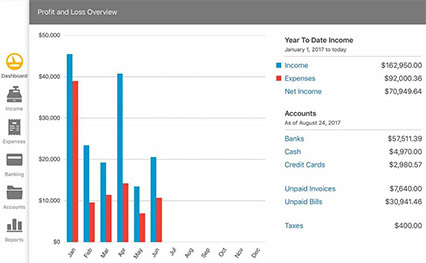 Profit and Loss Overview
Dashboard
Income
Expenses
Banking
Accounts
Reports
$50,000
$40,000
$30,000
$20,000
$10,000
$0
Jan Feb Mar Apr May Jun Jul Aug Sep Oct Nov Dec
Year To Date Income
January 1, 2017 to today
Income $162,950.00
Expenses $92,000.36
Net Income $70,949.64
Accounts
As of August 24, 2017
Banks $57,511.39
Cash $4,970.00
Credit Cards $2,980.57
Unpaid Invoices $7,640.00
Unpaid Bills $30,941.46
Taxes $400.00